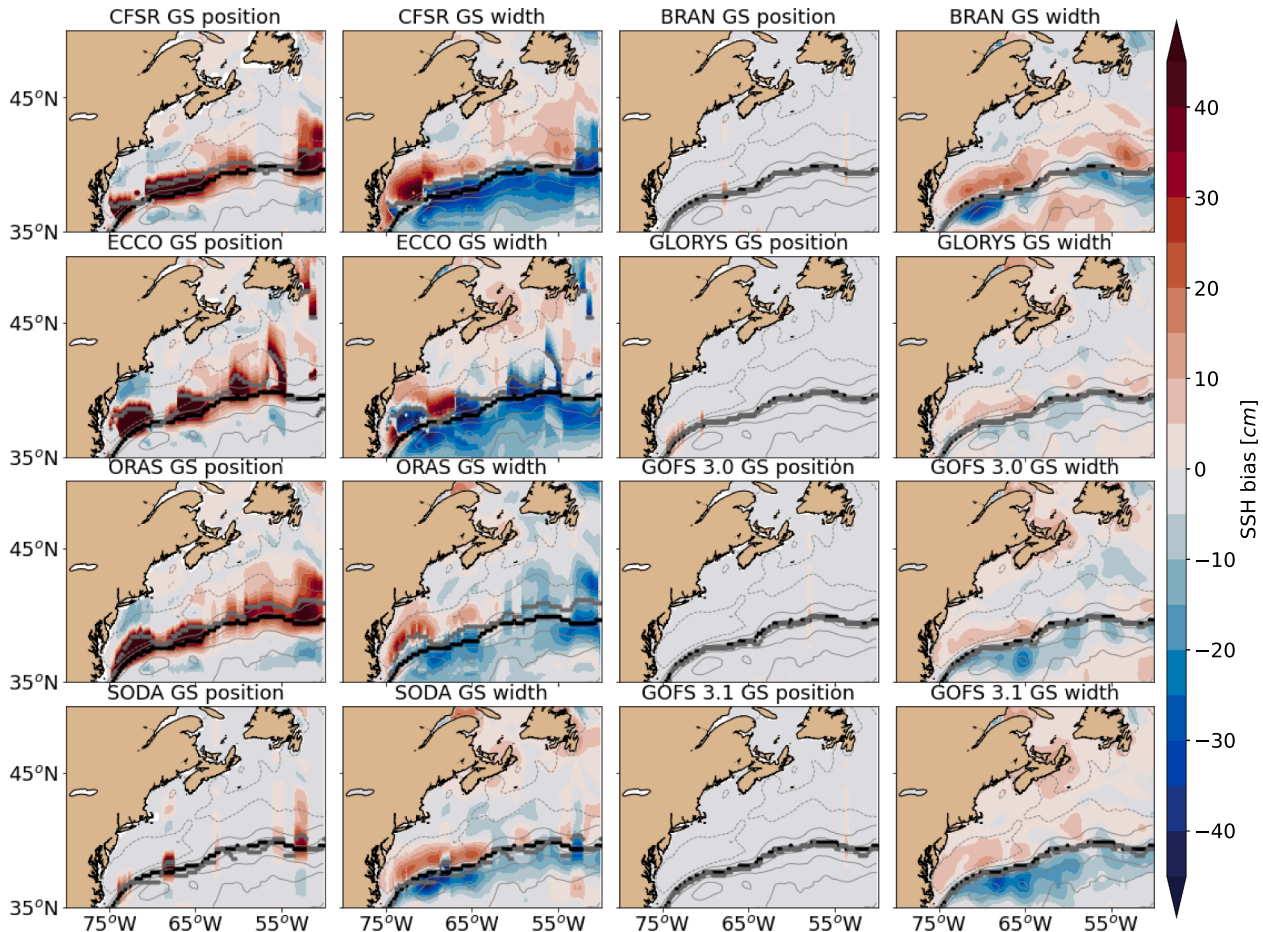 CFSR GS position CFSR GS width BRAN GS position BRAN GS width
45°N
35°N
40
30
20
10
0
−10
−20
−30
−40
SSH bias [cm]
ECCO GS position ECCO GS width GLORYS GS position GLORYS GS width
45°N
35°N
ORAS GS position ORAS GS width GOFS 3.0 GS position GOFS 3.0 GS width
45°N
35°N
SODA GS position SODA GS width GOFS 3.1 GS position GOFS 3.1 GS width
45°N
35°N
75°W 65°W 55°W 75°W 65°W 55°W 75°W 65°W 55°W 75°W 65°W 55°W